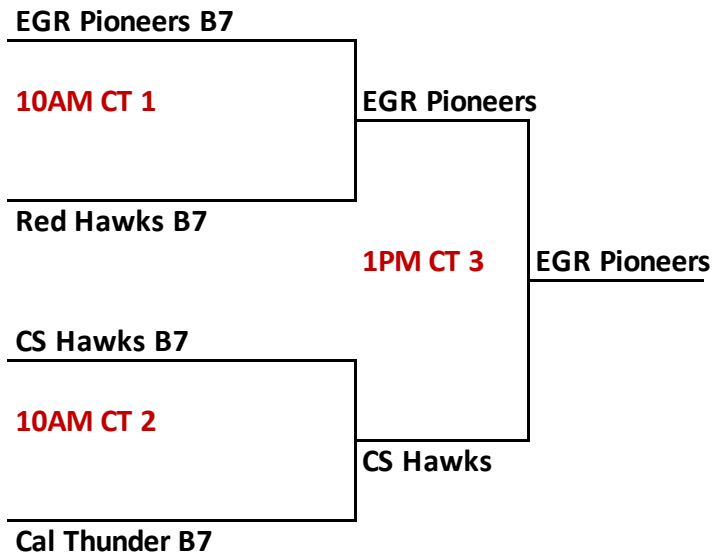 EGR Pioneers B7
10AM CT 1
EGR Pioneers
Red Hawks B7
1PM CT 3
EGR Pioneers
CS Hawks B7
10AM CT 2
CS Hawks
Cal Thunder B7